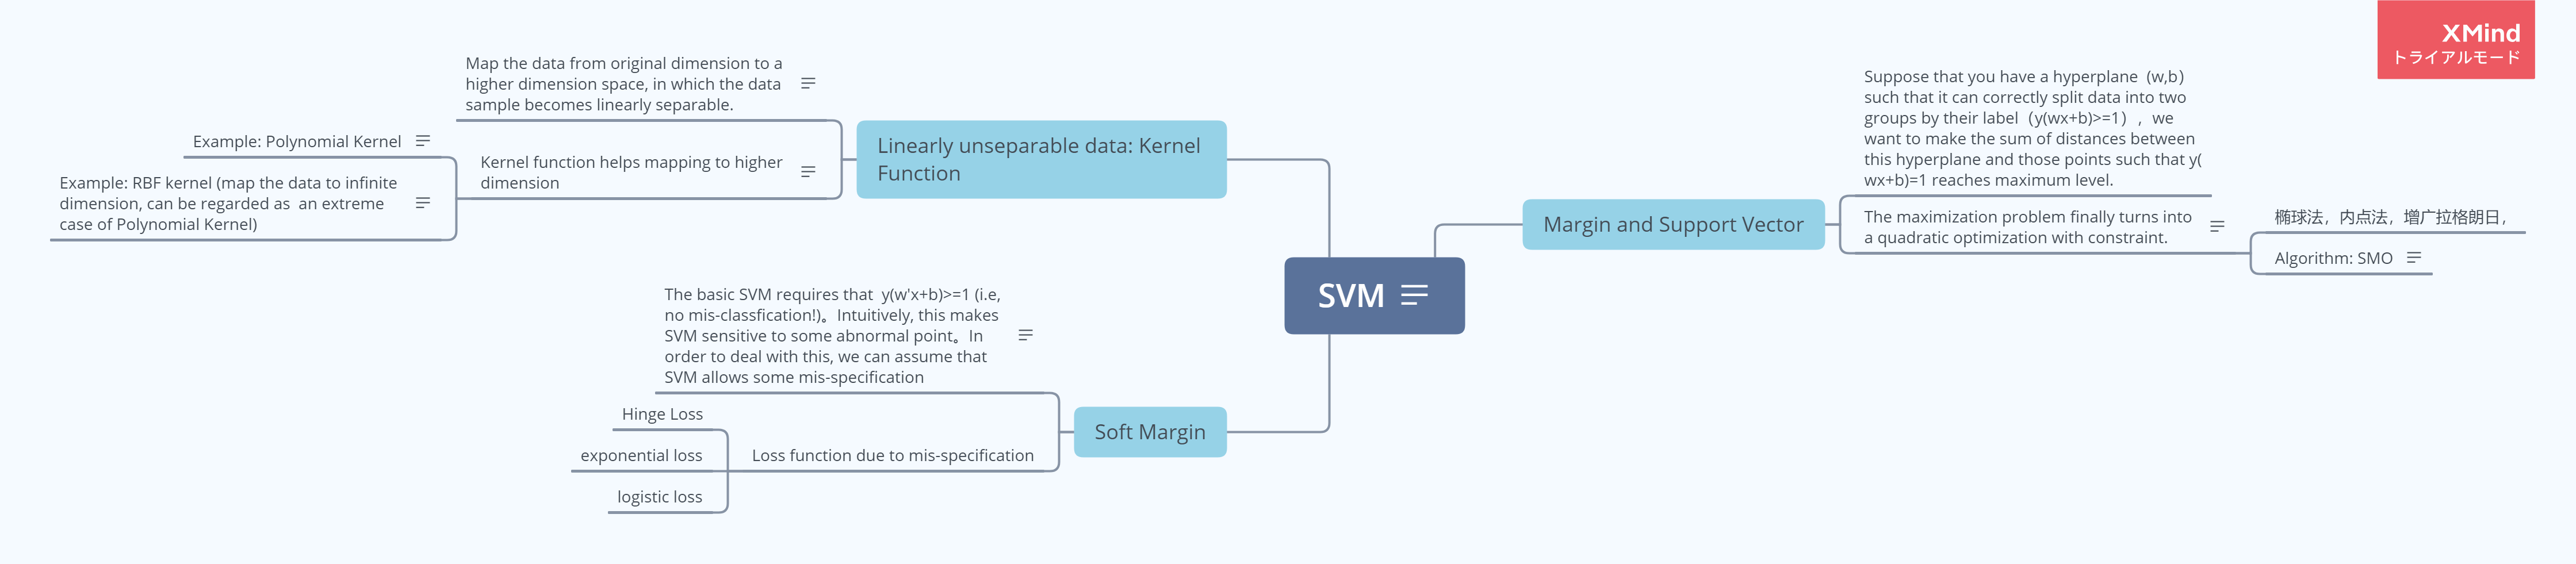 XMind
トライアルモード
SVM
Margin and Support Vector
Suppose that you have a hyperplane（w,b）
such that it can correctly split data into two
groups by their label（y(wx+b)>=1），we
want to make the sum of distances between
this hyperplane and those points such that y(
wx+b)=1 reaches maximum level.
The maximization problem finally turns into
a quadratic optimization with constraint.
椭球法，内点法，增广拉格朗日，
Algorithm: SMO
Linearly unseparable data: Kernel
Function
Map the data from original dimension to a
higher dimension space, in which the data
sample becomes linearly separable.
Kernel function helps mapping to higher
dimension
Example: Polynomial Kernel
Example: RBF kernel (map the data to infinite
dimension, can be regarded as  an extreme
case of Polynomial Kernel)
Soft Margin
The basic SVM requires that  y(w'x+b)>=1 (i.e,
no mis-classfication!)。Intuitively, this makes
SVM sensitive to some abnormal point。In
order to deal with this, we can assume that
SVM allows some mis-specification
Loss function due to mis-specification
Hinge Loss
exponential loss
logistic loss